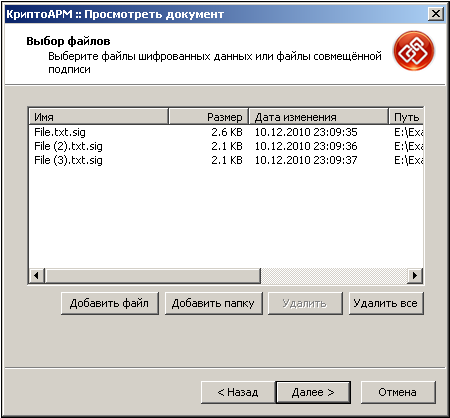 КриптоАРМ :: Просмотреть документ
Выбор файлов
Выберите файлы шифрованных данных или файлы совмещённой
подписи
Имя Размер Дата изменения Путь
File.txt.sig 2.6 KB 10.12.2010 23:09:35 E:\Exa
File (2).txt.sig 2.1 KB 10.12.2010 23:09:36 E:\Exa
File (3).txt.sig 2.1 KB 10.12.2010 23:09:37 E:\Exa
Добавить файл Добавить папку Удалить Удалить все
< Назад Далее > Отмена